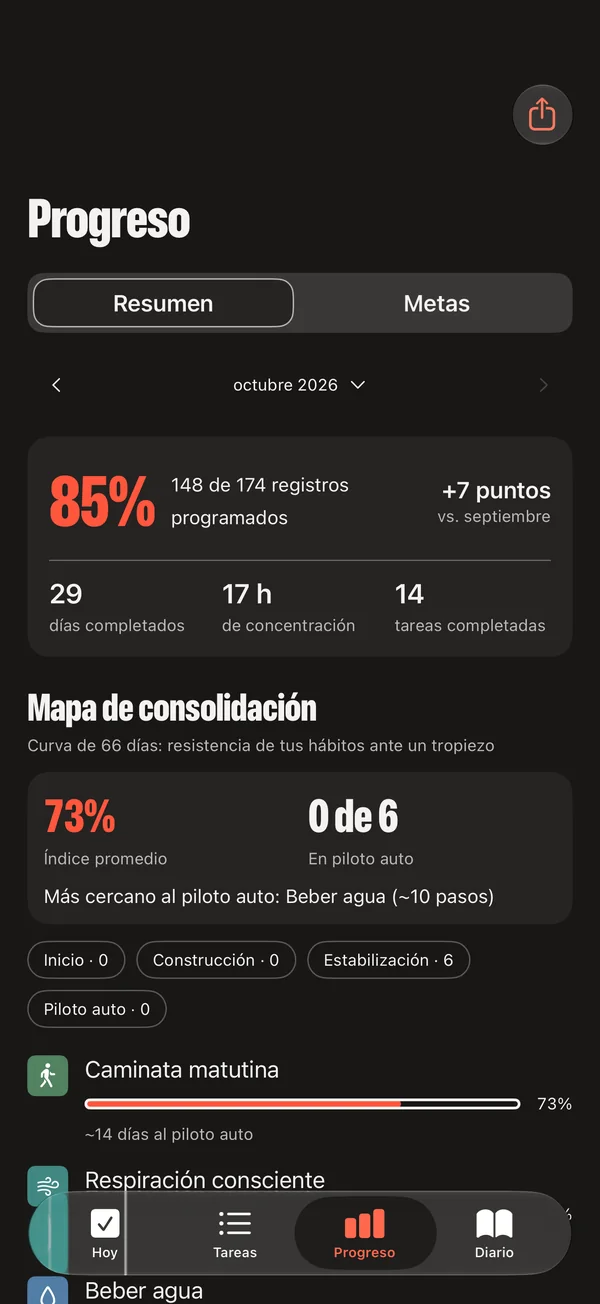 Progreso
Resumen
Metas
octubre 2026
85%
148 de 174 registros
programados
+7 puntos
vs. septiembre
29
días completados
17 h
de concentración
14
tareas completadas
Mapa de consolidación
Curva de 66 días: resistencia de tus hábitos ante un tropiezo
73%
Índice promedio
0 de 6
En piloto auto
Más cercano al piloto auto: Beber agua (~10 pasos)
Inicio · 0
Construcción · 0
Estabilización · 6
Piloto auto · 0
Caminata matutina
73%
~14 días al piloto auto
Respiración consciente
Hoy
Tareas
Progreso
Diario
Beber agua